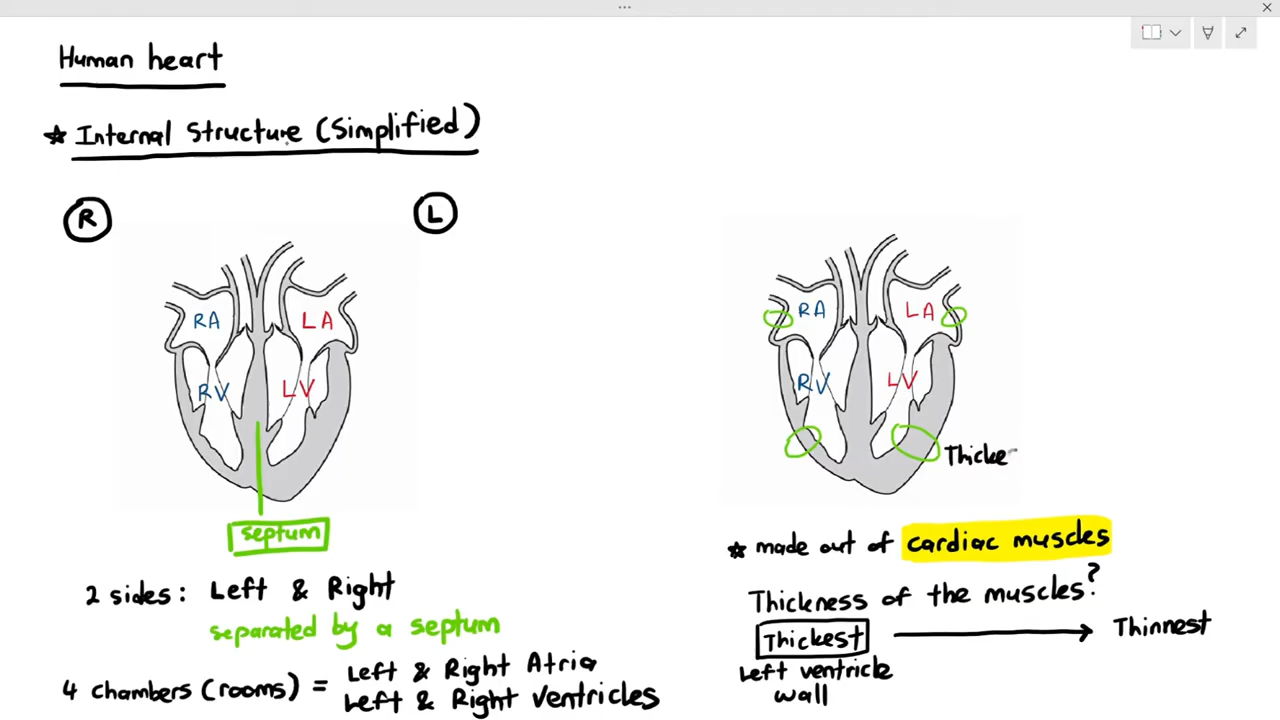 Human heart
* Internal Structure (Simplified)
R
L
RA
LA
RV
LV
septum
2 sides: Left & Right
separated by a septum
4 chambers (rooms) = Left & Right Atria
Left & Right Ventricles
RA
LA
RV
LV
Thicke
* made out of cardiac muscles
Thickness of the muscles?
Thickest → Thinnest
Left ventricle
wall